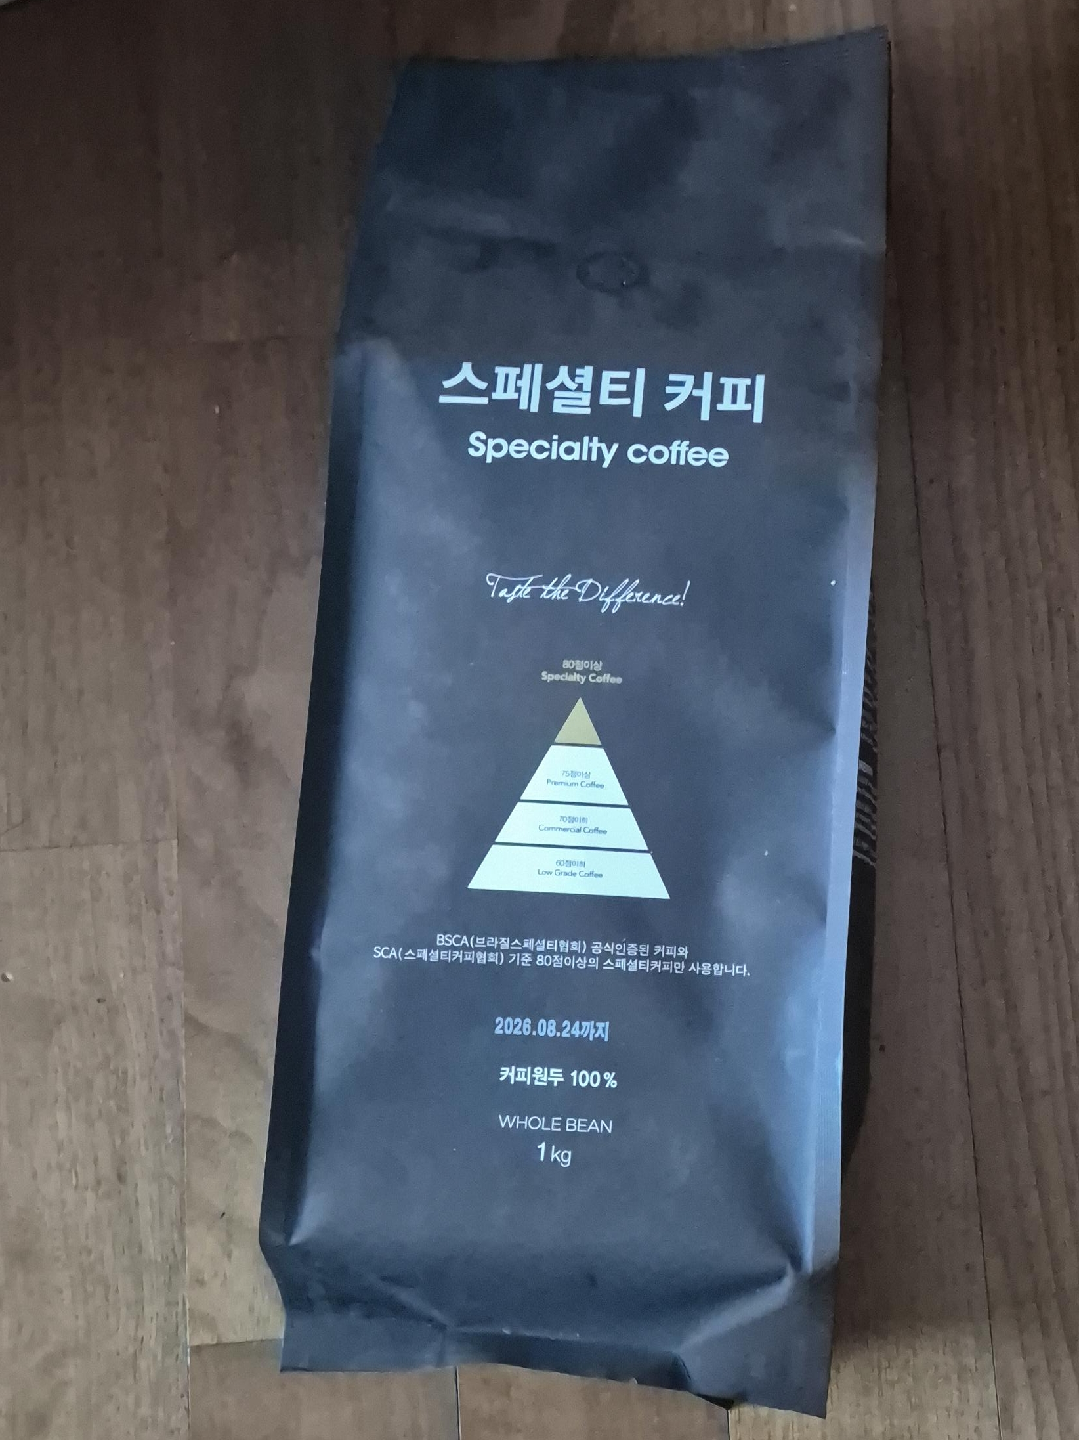 스페셜티 커피
Specialty coffee
Taste the Difference!
80점이상
Specialty Coffee
75점이상
Premium Coffee
70점이하
Commercial Coffee
60점이하
Low Grade Coffee
BSCA(브라질스페셜티협회) 공식인증된 커피와
SCA(스페셜티커피협회) 기준 80점이상의 스페셜티커피만 사용합니다.
2026.08.24까지
커피원두 100%
WHOLE BEAN
1kg